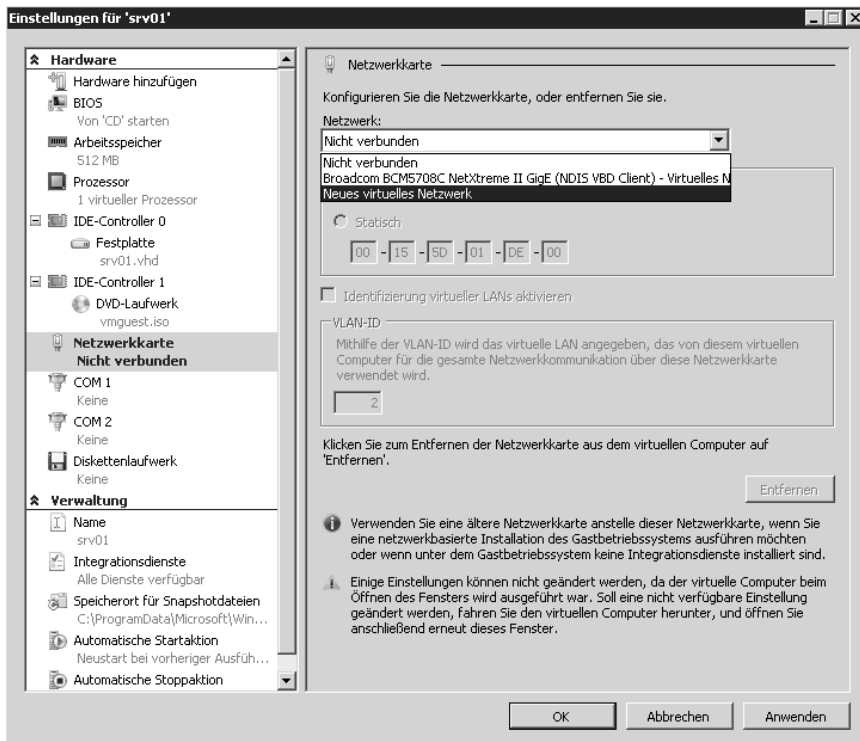 Einstellungen für 'srv01'
Hardware
Hardware hinzufügen
BIOS
Von 'CD' starten
Arbeitsspeicher
512 MB
Prozessor
1 virtueller Prozessor
IDE-Controller 0
Festplatte
srv01.vhd
IDE-Controller 1
DVD-Laufwerk
vmguest.iso
Netzwerkkarte
Nicht verbunden
COM 1
Keine
COM 2
Keine
Diskettenlaufwerk
Keine
Verwaltung
Name
srv01
Integrationsdienste
Alle Dienste verfügbar
Speicherort für Snapshotdateien
C:\ProgramData\Microsoft\Win...
Automatische Startaktion
Neustart bei vorheriger Ausfüh...
Automatische Stoppaktion
Netzwerkkarte
Konfigurieren Sie die Netzwerkkarte, oder entfernen Sie sie.
Netzwerk:
Nicht verbunden
Nicht verbunden
Broadcom BCM5708C NetXtreme II GigE (NDIS VBD Client) - Virtuelles N
Neues virtuelles Netzwerk
Statisch
00 - 15 - 5D - 01 - DE - 00
Identifizierung virtueller LANs aktivieren
VLAN-ID
Mithilfe der VLAN-ID wird das virtuelle LAN angegeben, das von diesem virtuellen
Computer für die gesamte Netzwerkkommunikation über diese Netzwerkkarte
verwendet wird.
2
Klicken Sie zum Entfernen der Netzwerkkarte aus dem virtuellen Computer auf
'Entfernen'.
Entfernen
Verwenden Sie eine ältere Netzwerkkarte anstelle dieser Netzwerkkarte, wenn Sie
eine netzwerkbasierte Installation des Gastbetriebssystems ausführen möchten
oder wenn unter dem Gastbetriebssystem keine Integrationsdienste installiert sind.
Einige Einstellungen können nicht geändert werden, da der virtuelle Computer beim
Öffnen des Fensters wird ausgeführt war. Soll eine nicht verfügbare Einstellung
geändert werden, fahren Sie den virtuellen Computer herunter, und öffnen Sie
anschließend erneut dieses Fenster.
OK
Abbrechen
Anwenden